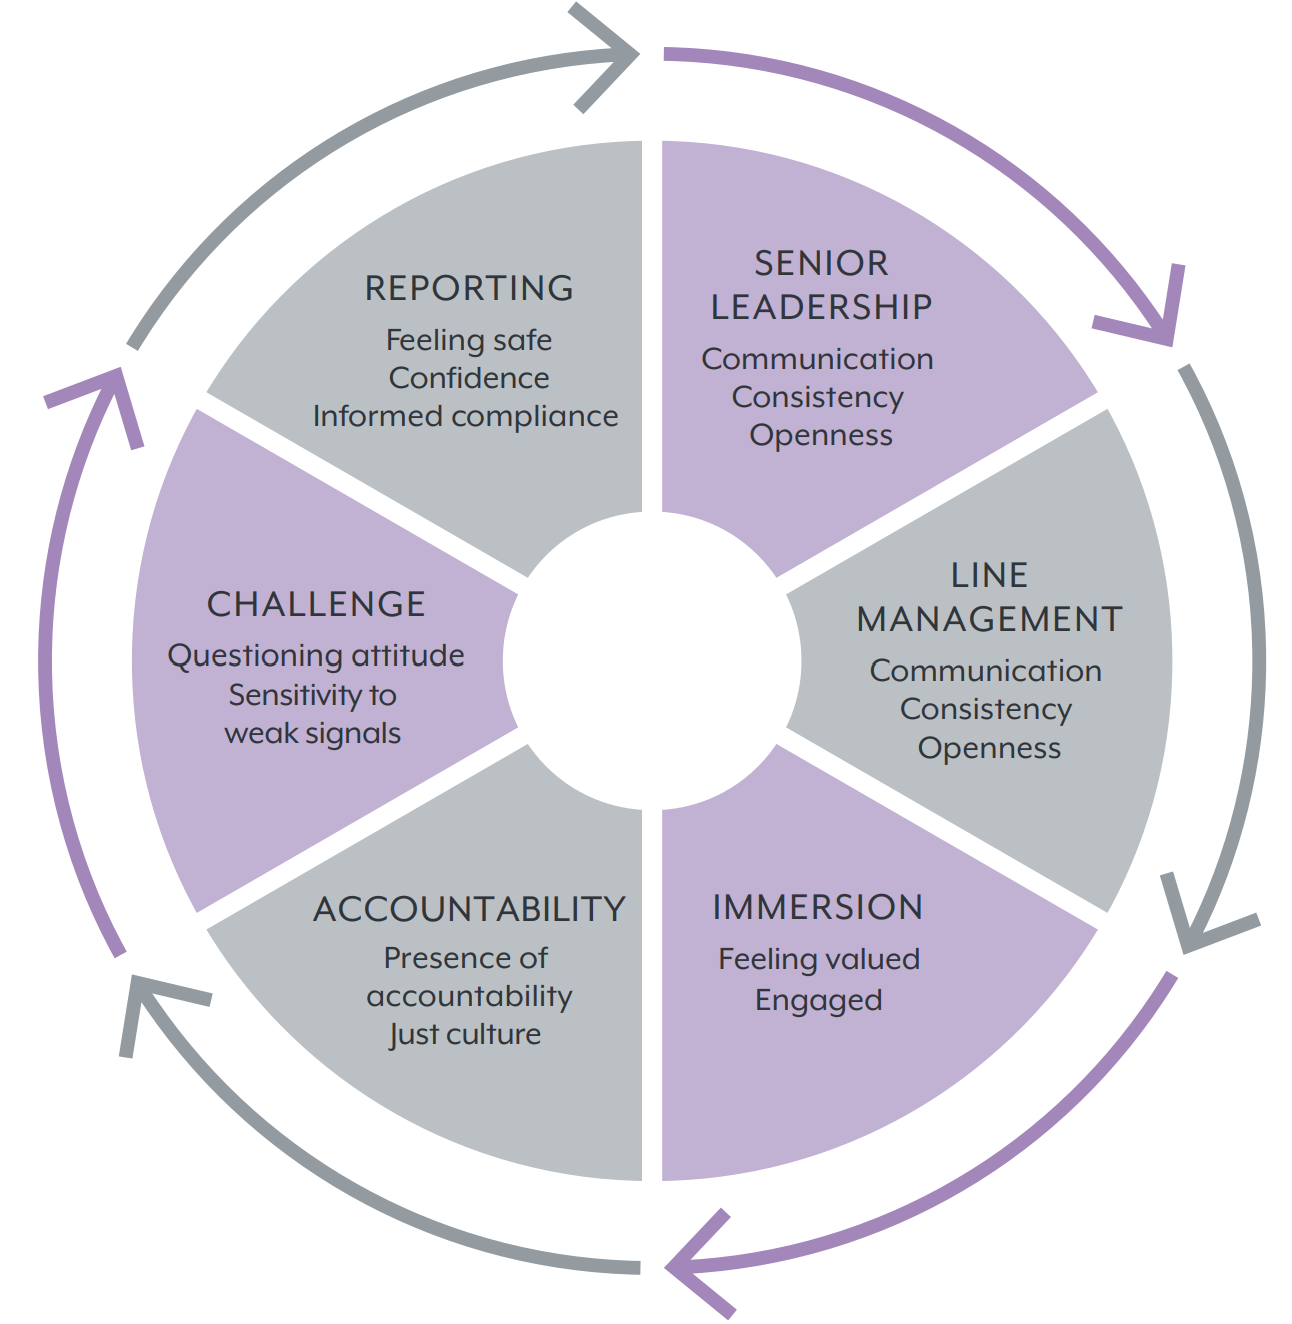 SENIOR
LEADERSHIP
Communication
Consistency
Openness
LINE
MANAGEMENT
Communication
Consistency
Openness
IMMERSION
Feeling valued
Engaged
ACCOUNTABILITY
Presence of
accountability
Just culture
CHALLENGE
Questioning attitude
Sensitivity to
weak signals
REPORTING
Feeling safe
Confidence
Informed compliance